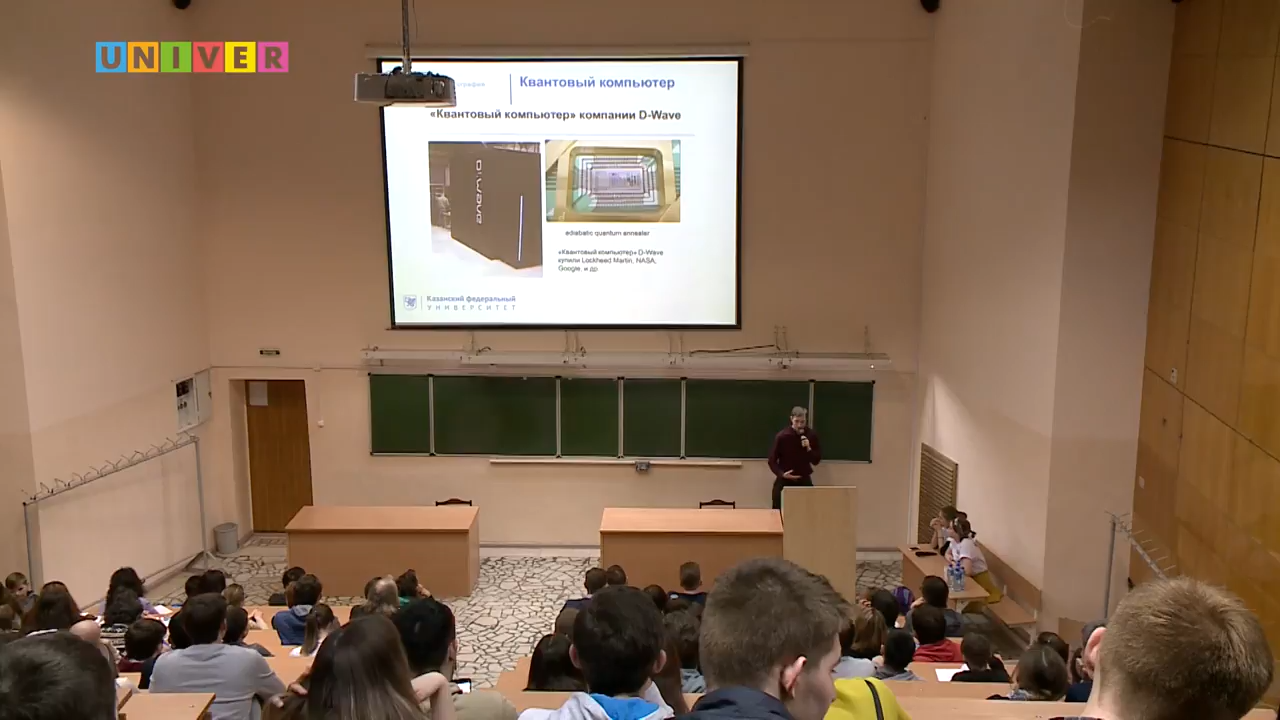 UNIVER
Квантовый компьютер
«Квантовый компьютер» компании D-Wave
D:Wave
adiabatic quantum annealer
«Квантовый компьютер» D-Wave
купили Lockheed Martin, NASA,
Google, и др
Казанский федеральный
УНИВЕРСИТЕТ